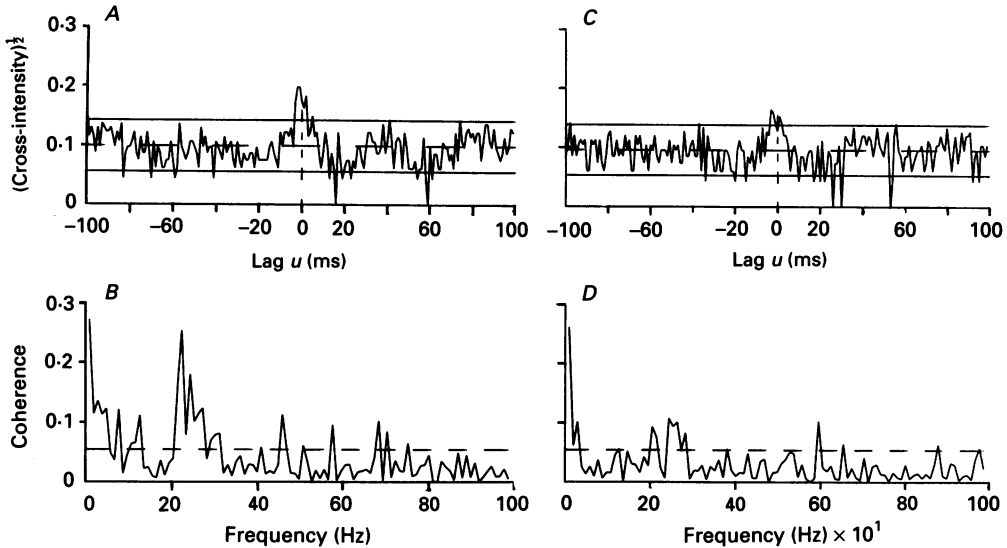 A
C
(Cross-intensity)½
0·3
0·2
0·1
0
−100 −60 −20 0 20 60 100
−100 −60 −20 0 20 60 100
Lag u (ms)
Lag u (ms)
B
D
Coherence
0·3
0·2
0·1
0
0 20 40 60 80 100
0 20 40 60 80 100
Frequency (Hz)
Frequency (Hz) × 10¹